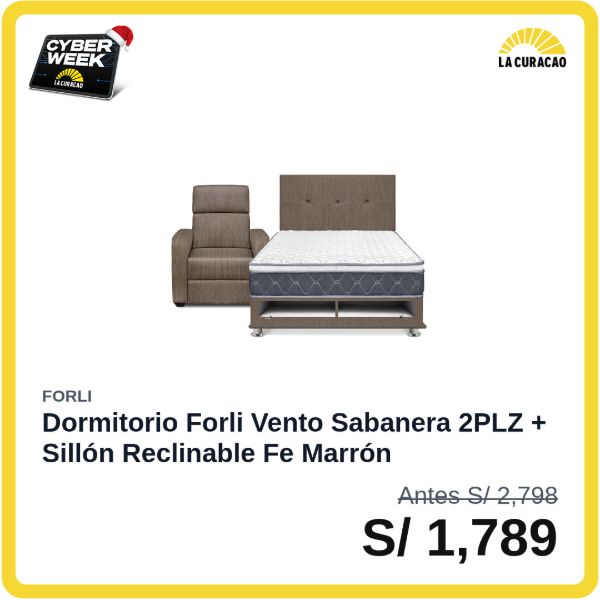 CYBER
WEEK
LA CURACAO
LA CURACAO
FORLI
Dormitorio Forli Vento Sabanera 2PLZ +
Sillón Reclinable Fe Marrón
Antes S/ 2,798
S/ 1,789